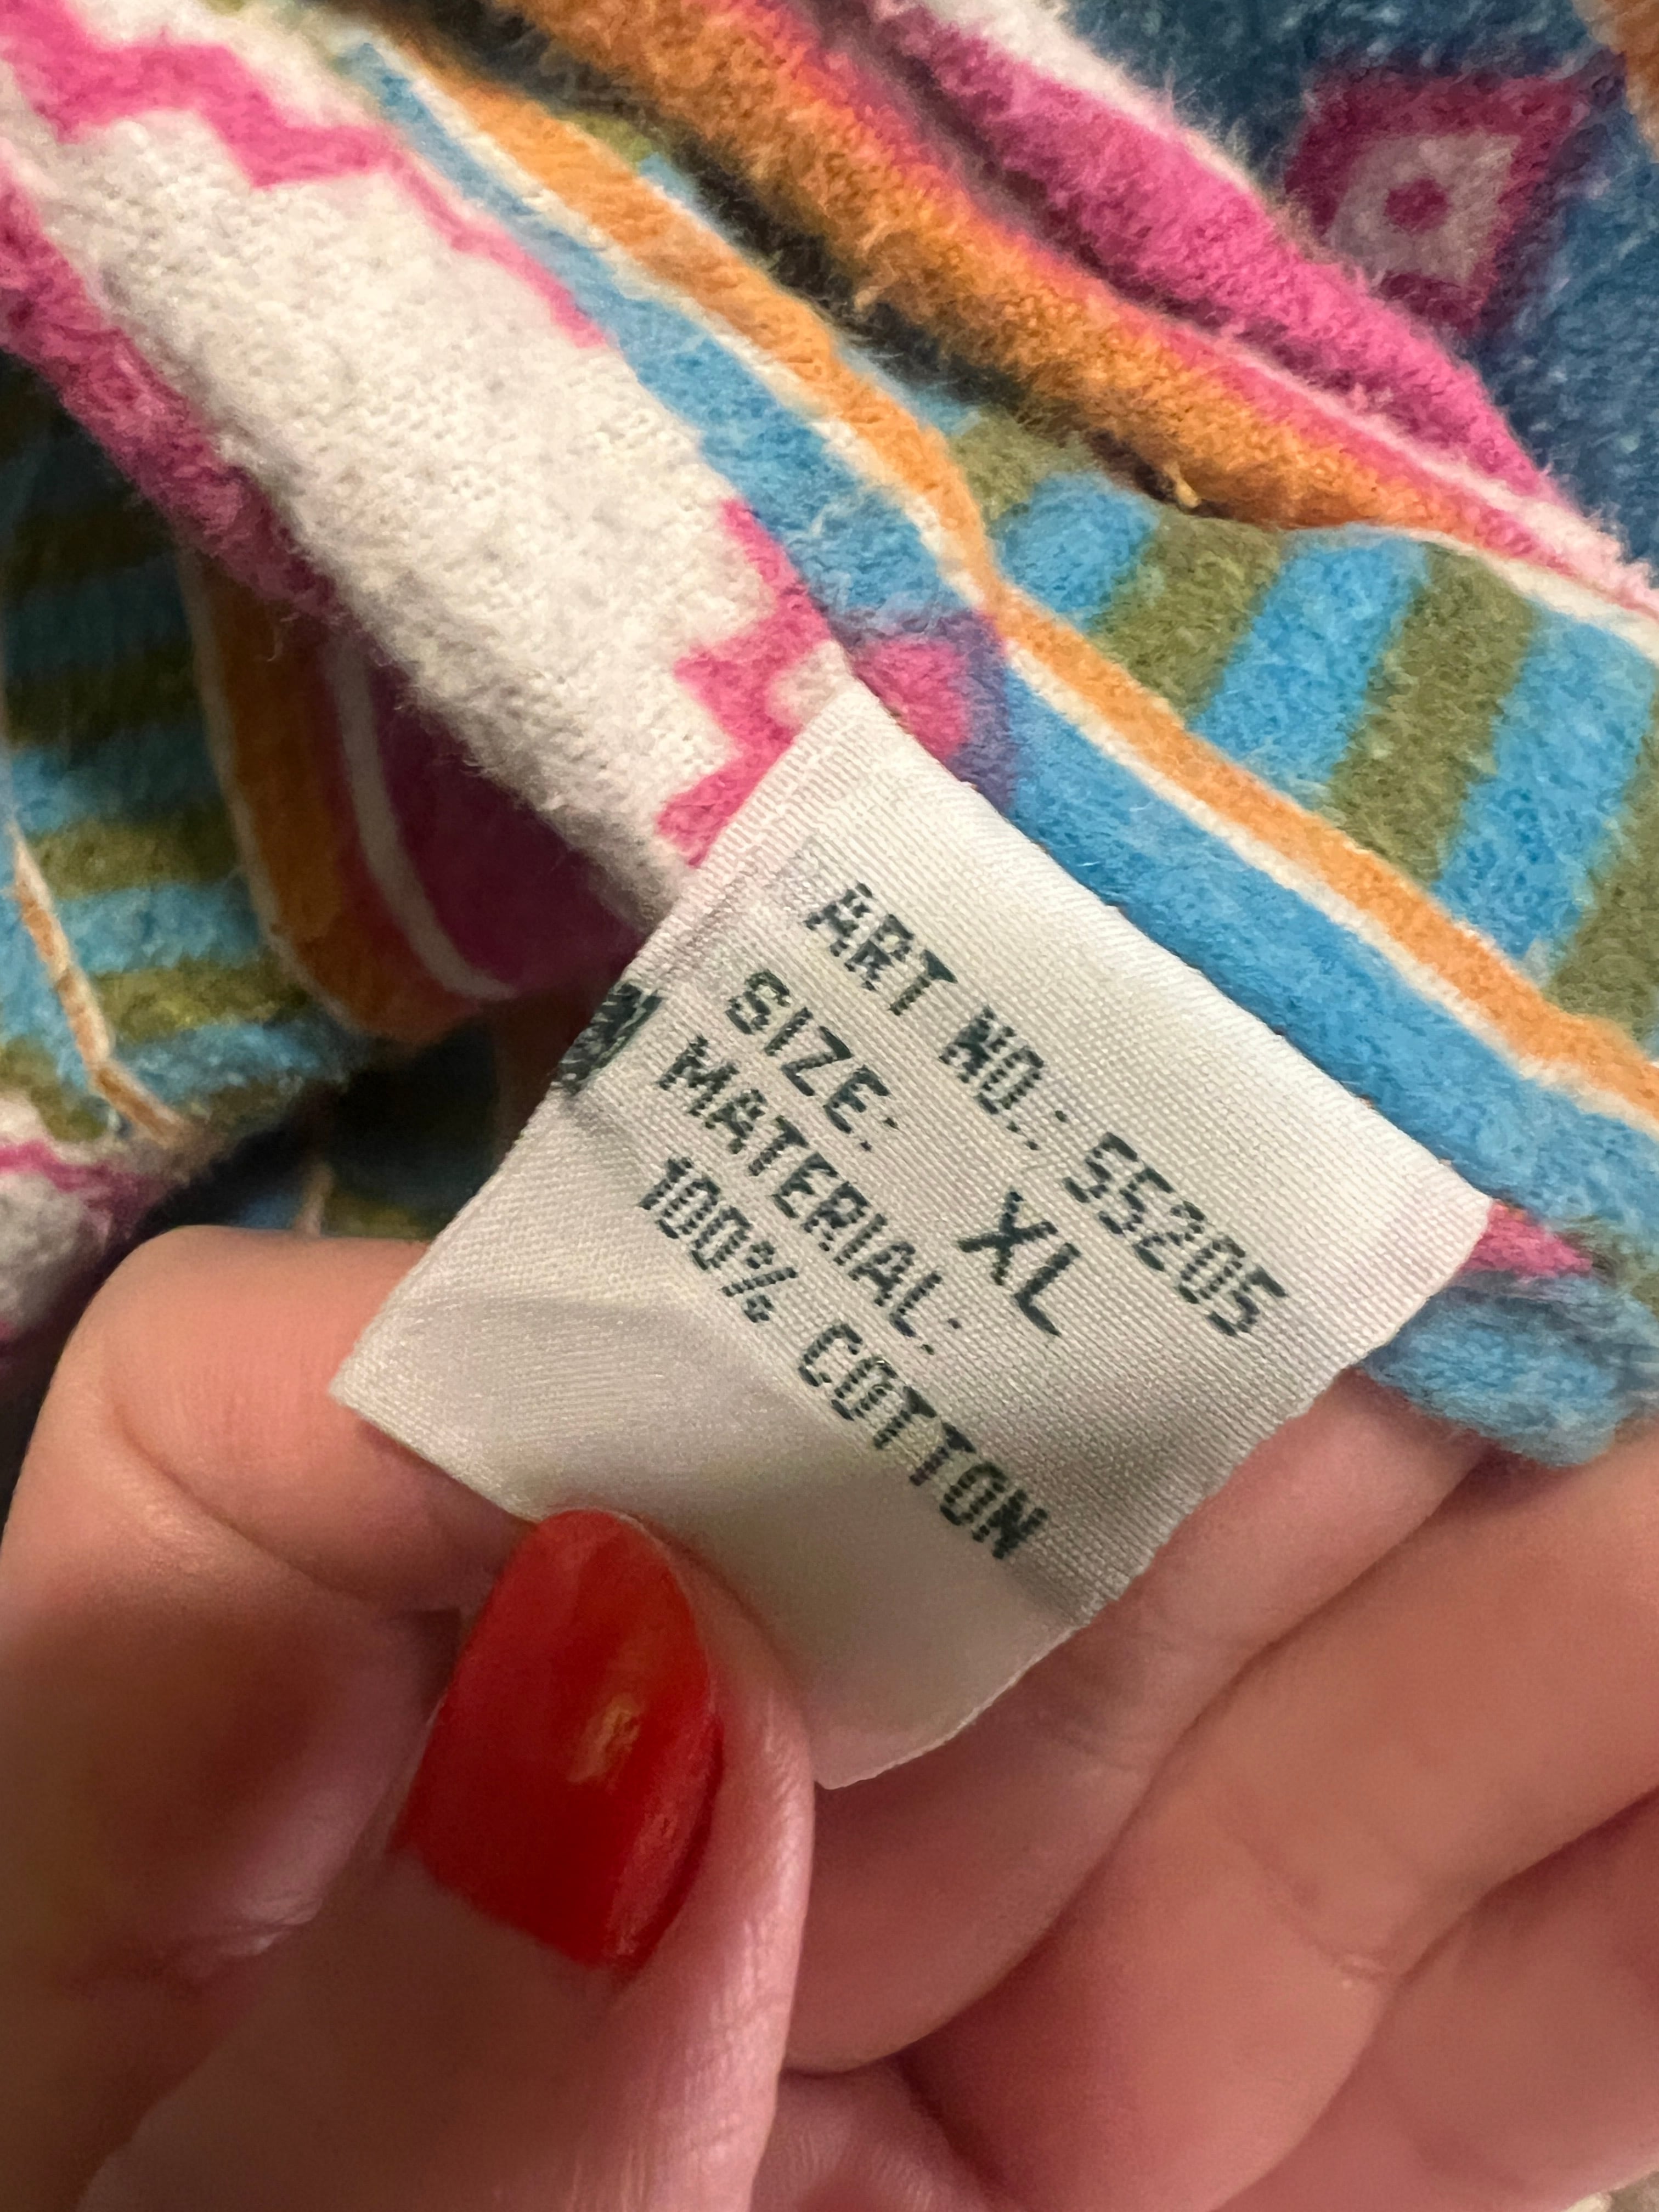 ART NO.: 55205
SIZE: XL
MATERIAL:
100% COTTON